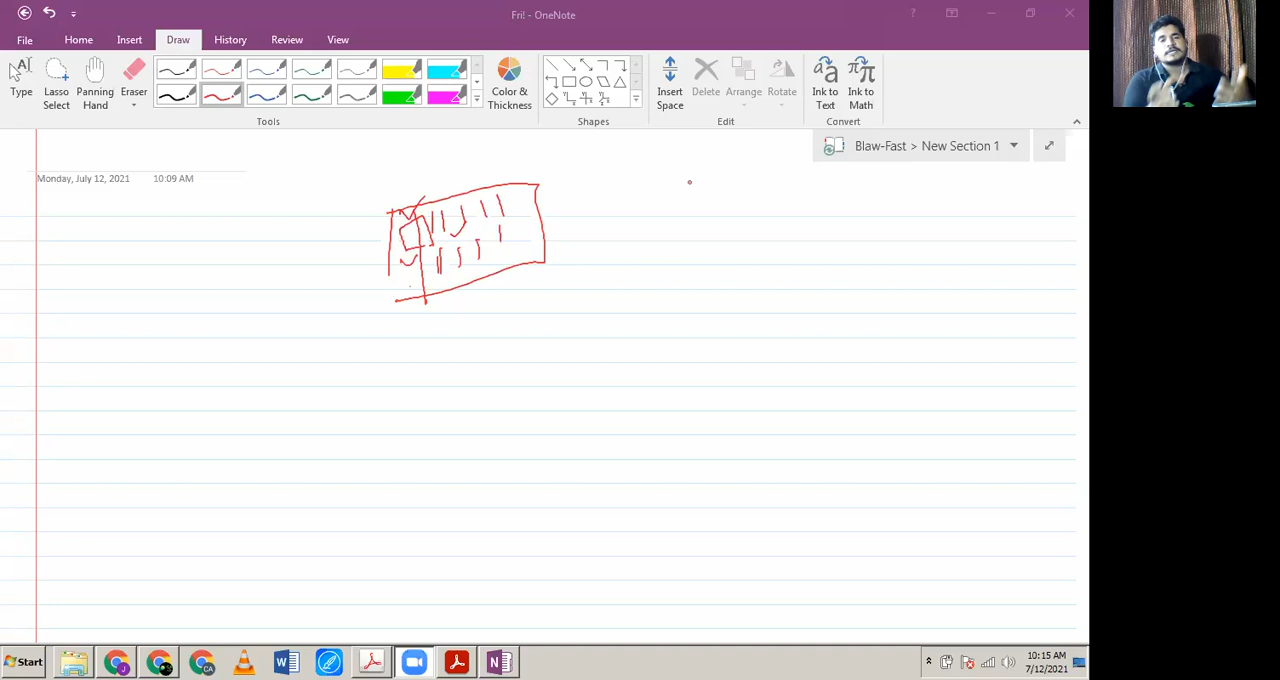 Fri! - OneNote
?
File
Home
Insert
Draw
History
Review
View
Type
Lasso Select
Panning Hand
Eraser
Color & Thickness
Insert Space
Delete
Arrange
Rotate
Ink to Text
Ink to Math
Tools
Shapes
Edit
Convert
Blaw-Fast > New Section 1
Monday, July 12, 2021 10:09 AM
Start
10:15 AM
7/12/2021